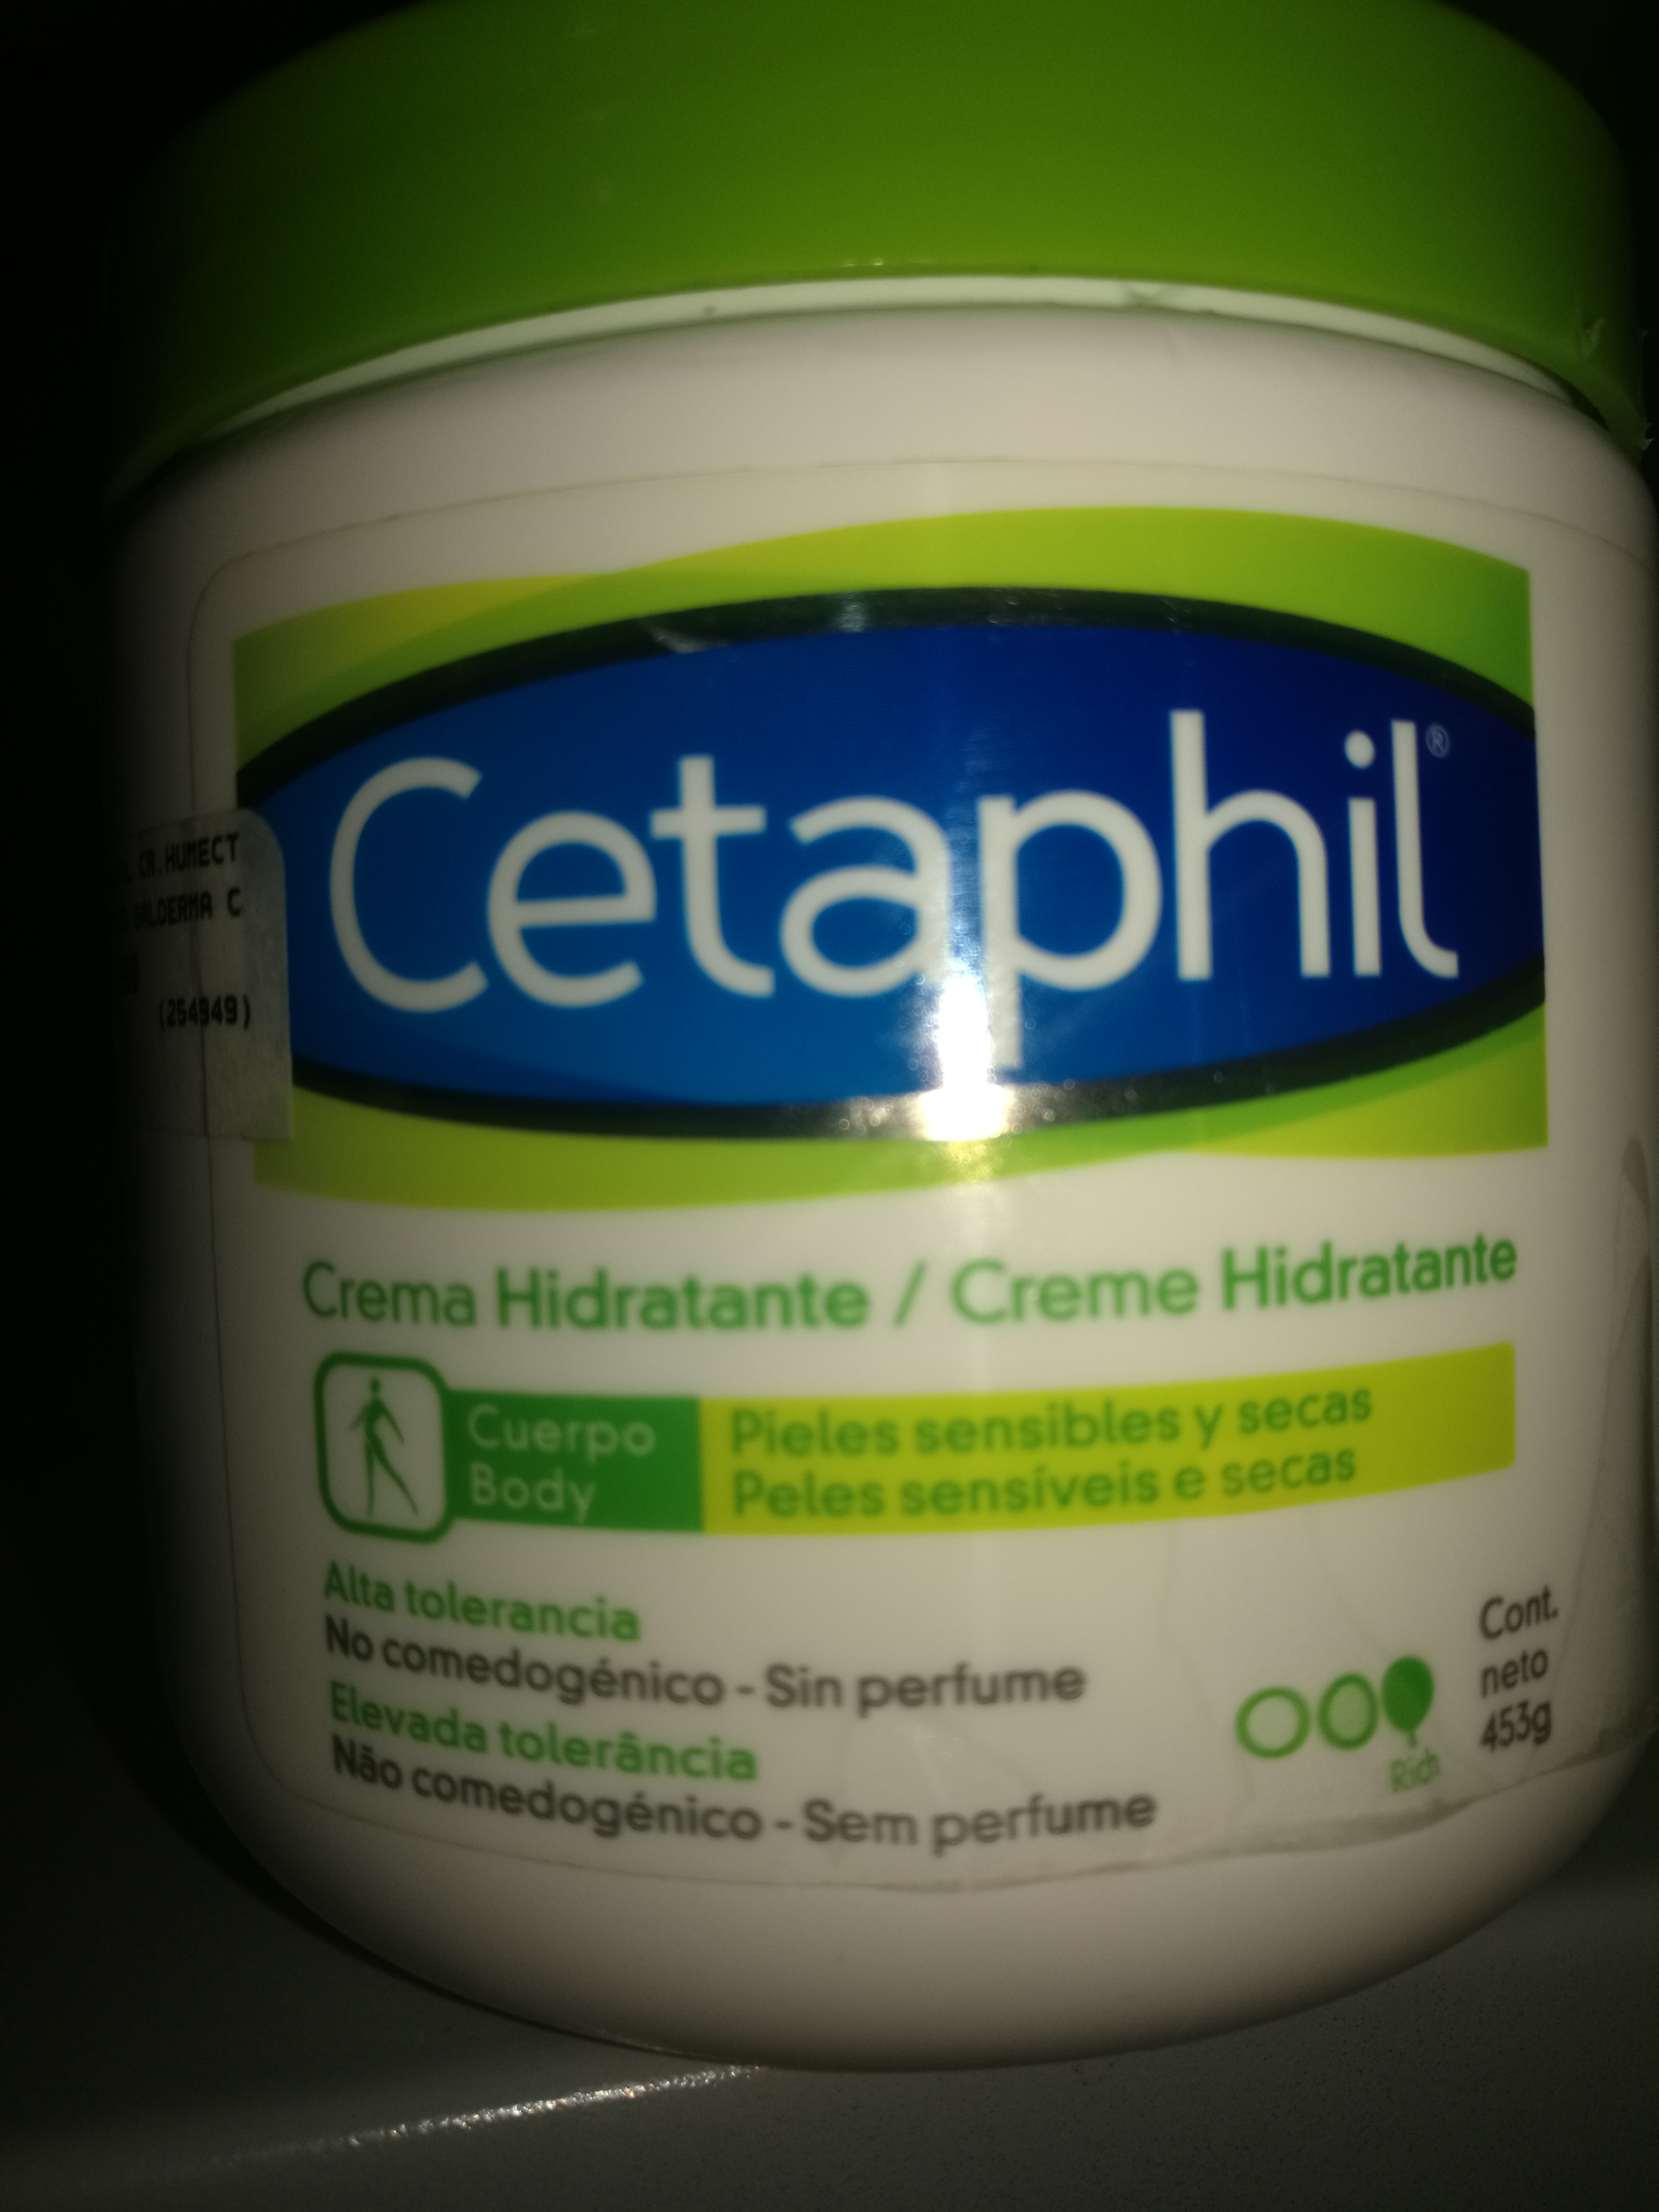 Cetaphil®
CR.HUMECT
GALDERMA C
(254949)
Crema Hidratante / Creme Hidratante
Cuerpo
Body
Pieles sensibles y secas
Peles sensíveis e secas
Alta tolerancia
No comedogénico - Sin perfume
Elevada tolerância
Não comedogénico - Sem perfume
Rich
Cont.
neto
453g